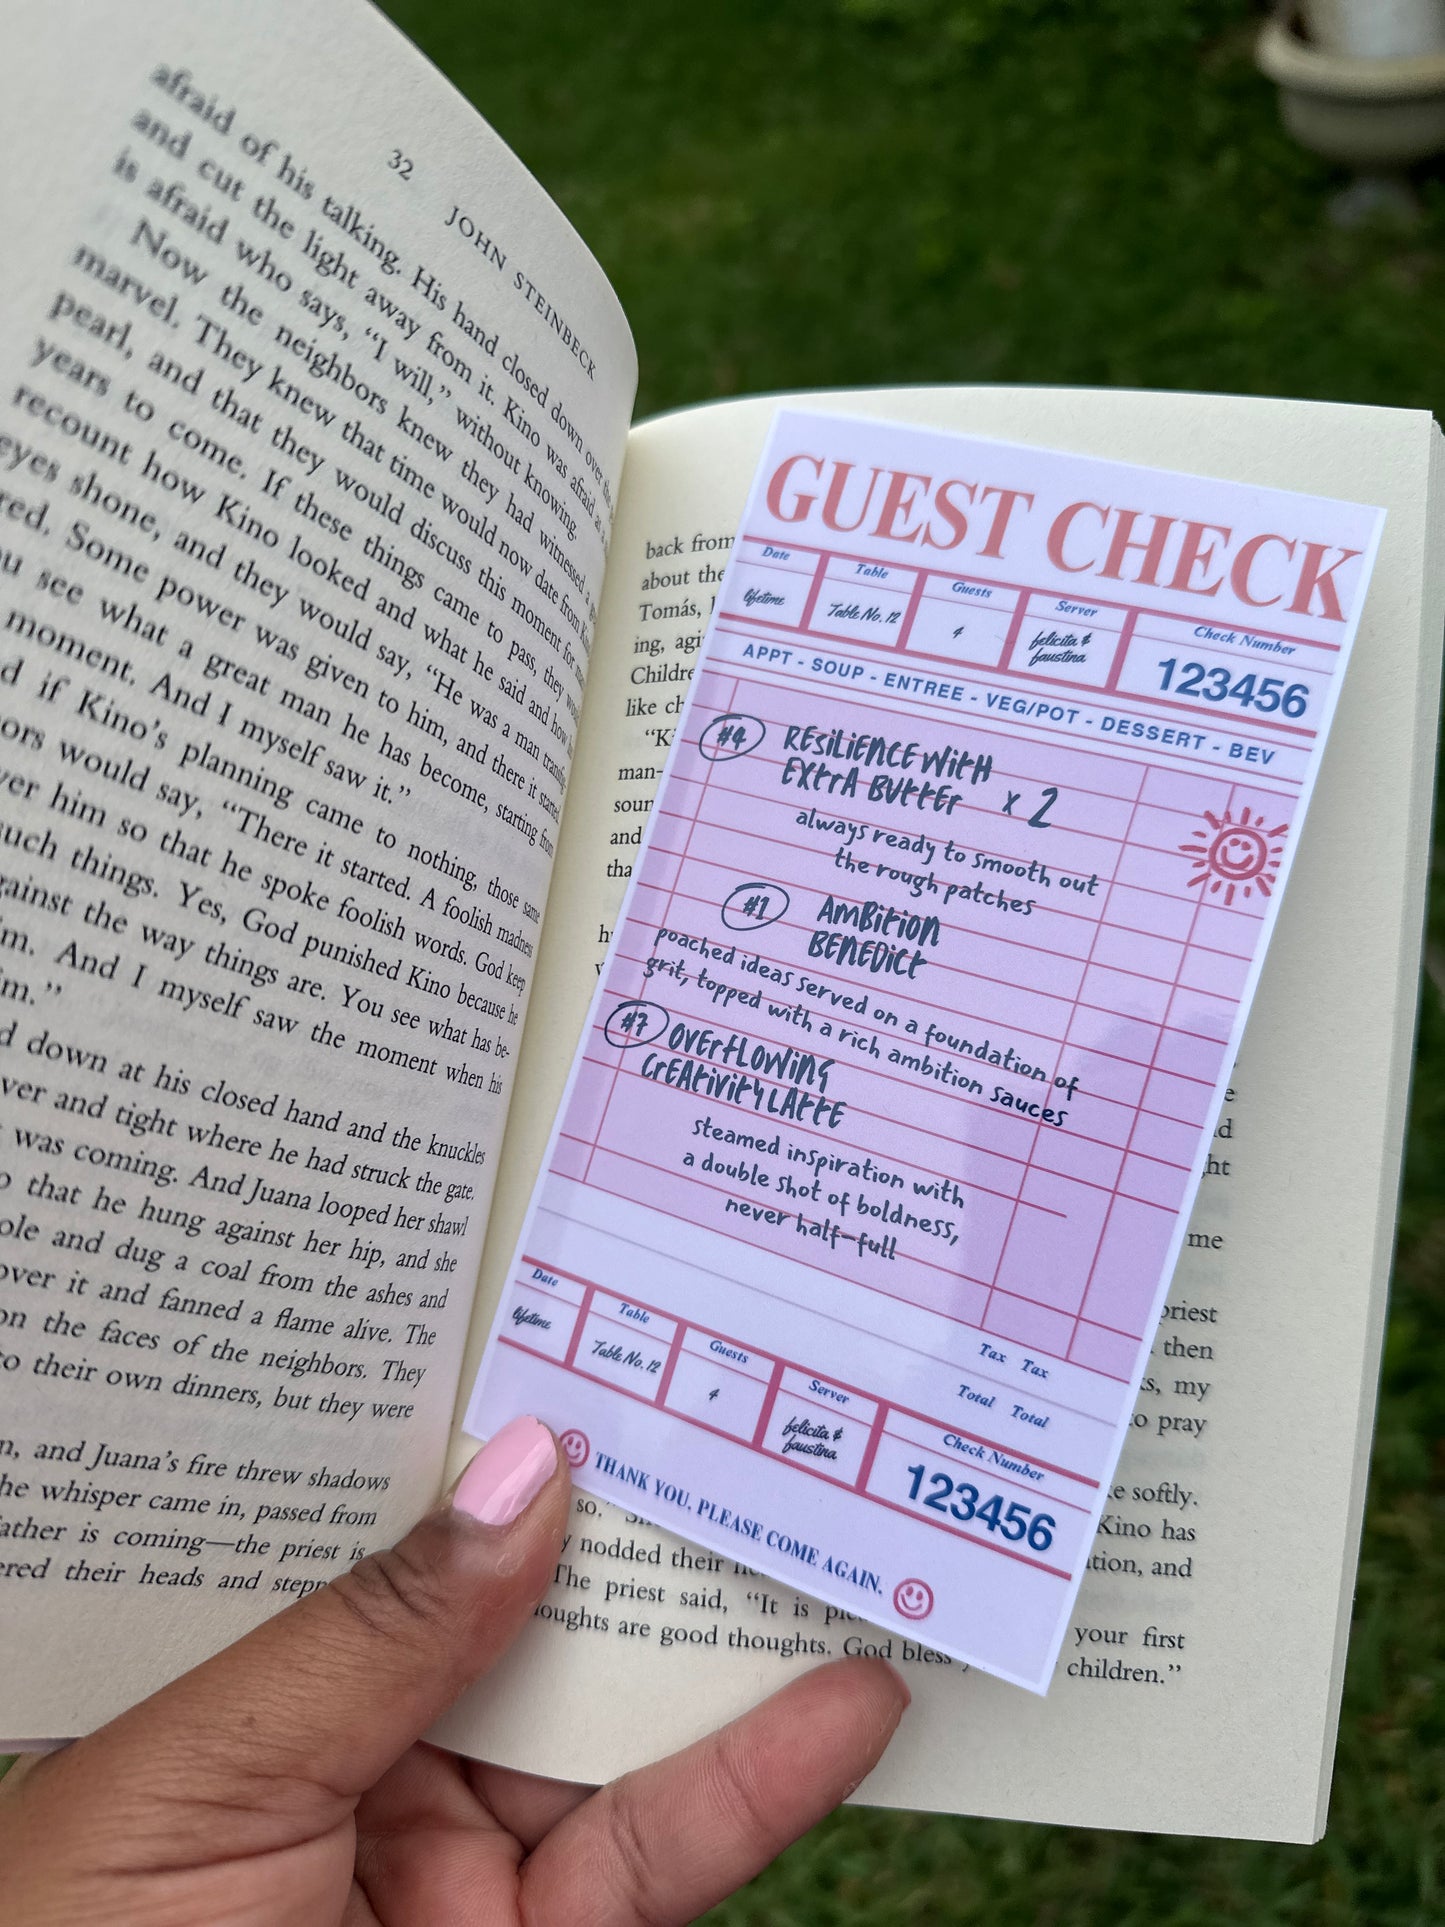 32
JOHN STEINBECK
afraid of his talking. His hand closed down over the
and cut the light away from it. Kino was afraid as a
is afraid who says, “I will,” without knowing.
Now the neighbors knew they had witnessed a
marvel. They knew that time would now date from
pearl, and that they would discuss this moment for
years to come. If these things came to pass, they would
recount how Kino looked and what he said and how
eyes shone, and they would say, “He was a man transfig-
red. Some power was given to him, and there it started.
u see what a great man he has become, starting from
moment. And I myself saw it.”
d if Kino’s planning came to nothing, those same
ors would say, “There it started. A foolish madness
ver him so that he spoke foolish words. God keep
such things. Yes, God punished Kino because he
gainst the way things are. You see what has be-
m. And I myself saw the moment when his
m.”
d down at his closed hand and the knuckles
ver and tight where he had struck the gate.
was coming. And Juana looped her shawl
o that he hung against her hip, and she
ole and dug a coal from the ashes and
over it and fanned a flame alive. The
on the faces of the neighbors. They
to their own dinners, but they were
n, and Juana’s fire threw shadows
he whisper came in, passed from
father is coming—the priest is
ered their heads and stepp
back from
about the
Tomás,
ing, agi
Childre
like ch
“Ki
man-
soun
and
tha
GUEST CHECK
Date Table Guests Server Check Number
lifetime Table No. 12 4 felicita &
faustina 123456
APPT - SOUP - ENTREE - VEG/POT - DESSERT - BEV
#4 RESILIENCE WITH
EXTRA BUTTER x 2
always ready to smooth out
the rough patches
#1 AMBITION
BENEDICT
poached ideas served on a foundation of
grit, topped with a rich ambition sauces
#7 OVERFLOWING
CREATIVITY LATTE
steamed inspiration with
a double shot of boldness,
never half-full
Tax Tax
Total Total
Date Table Guests Server Check Number
lifetime Table No. 12 4 felicita &
faustina 123456
THANK YOU, PLEASE COME AGAIN.
ht
me
priest
then
s, my
to pray
e softly.
so.” Kino has
y nodded their tion, and
The priest said, “It is
your first
oughts are good thoughts. God bless children.”